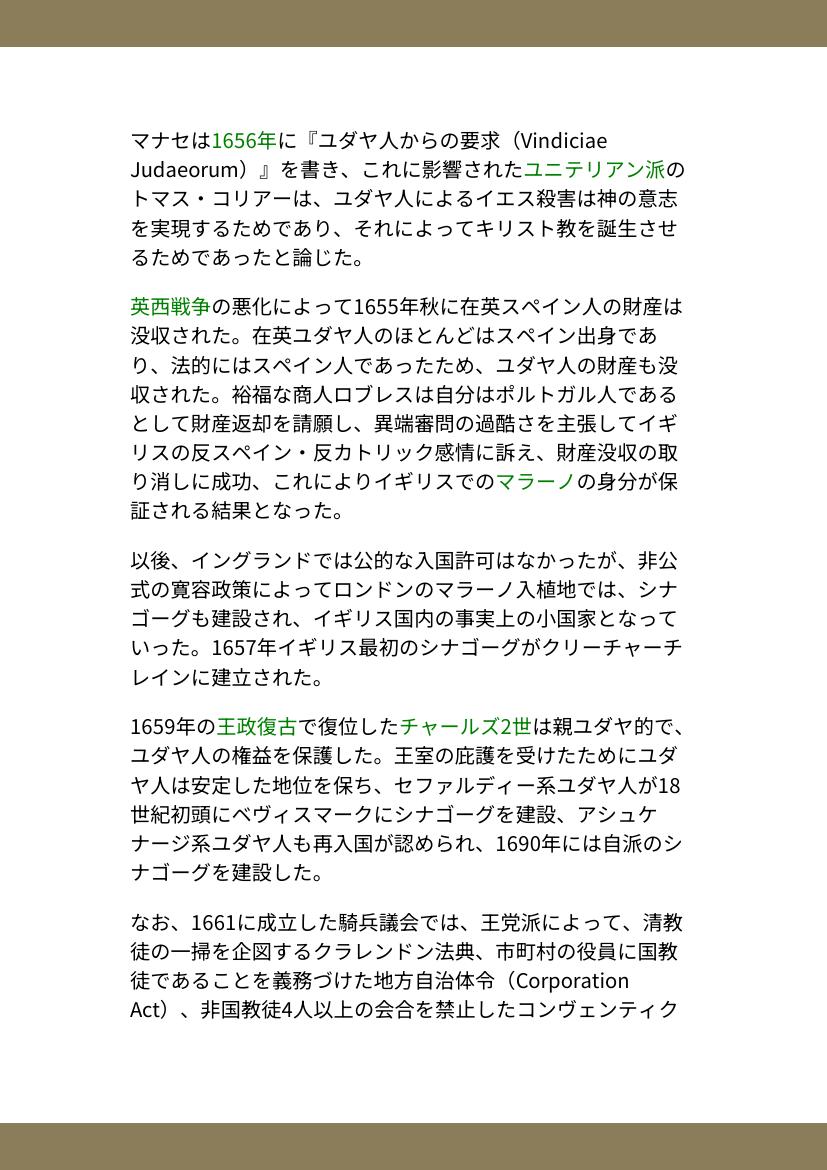 マナセは1656年に『ユダヤ人からの要求（Vindiciae
Judaeorum）』を書き、これに影響されたユニテリアン派の
トマス・コリアーは、ユダヤ人によるイエス殺害は神の意志
を実現するためであり、それによってキリスト教を誕生させ
るためであったと論じた。
英西戦争の悪化によって1655年秋に在英スペイン人の財産は
没収された。在英ユダヤ人のほとんどはスペイン出身であ
り、法的にはスペイン人であったため、ユダヤ人の財産も没
収された。裕福な商人ロブレスは自分はポルトガル人である
として財産返却を請願し、異端審問の過酷さを主張してイギ
リスの反スペイン・反カトリック感情に訴え、財産没収の取
り消しに成功、これによりイギリスでのマラーノの身分が保
証される結果となった。
以後、イングランドでは公的な入国許可はなかったが、非公
式の寛容政策によってロンドンのマラーノ入植地では、シナ
ゴーグも建設され、イギリス国内の事実上の小国家となって
いった。1657年イギリス最初のシナゴーグがクリーチャーチ
レインに建立された。
1659年の王政復古で復位したチャールズ2世は親ユダヤ的で、
ユダヤ人の権益を保護した。王室の庇護を受けたためにユダ
ヤ人は安定した地位を保ち、セファルディー系ユダヤ人が18
世紀初頭にベヴィスマークにシナゴーグを建設、アシュケ
ナージ系ユダヤ人も再入国が認められ、1690年には自派のシ
ナゴーグを建設した。
なお、1661に成立した騎兵議会では、王党派によって、清教
徒の一掃を企図するクラレンドン法典、市町村の役員に国教
徒であることを義務づけた地方自治体令（Corporation
Act）、非国教徒4人以上の会合を禁止したコンヴェンティク